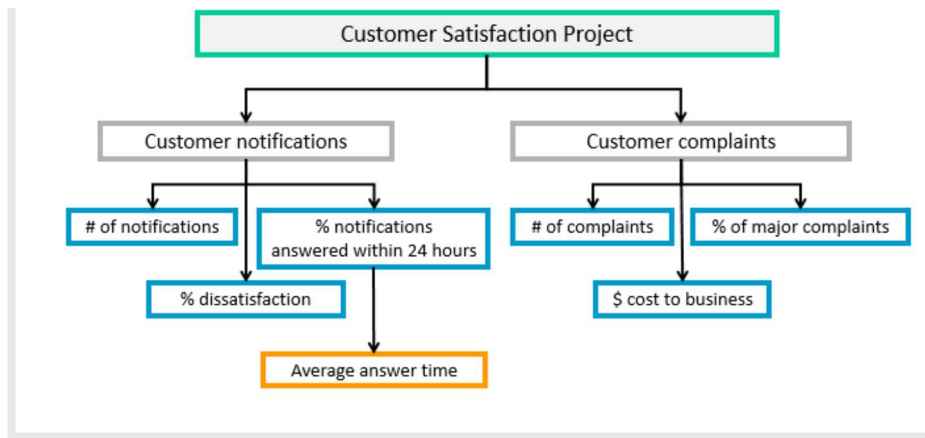 Customer Satisfaction Project
Customer notifications
Customer complaints
# of notifications
% notifications
answered within 24 hours
# of complaints
% of major complaints
% dissatisfaction
$ cost to business
Average answer time